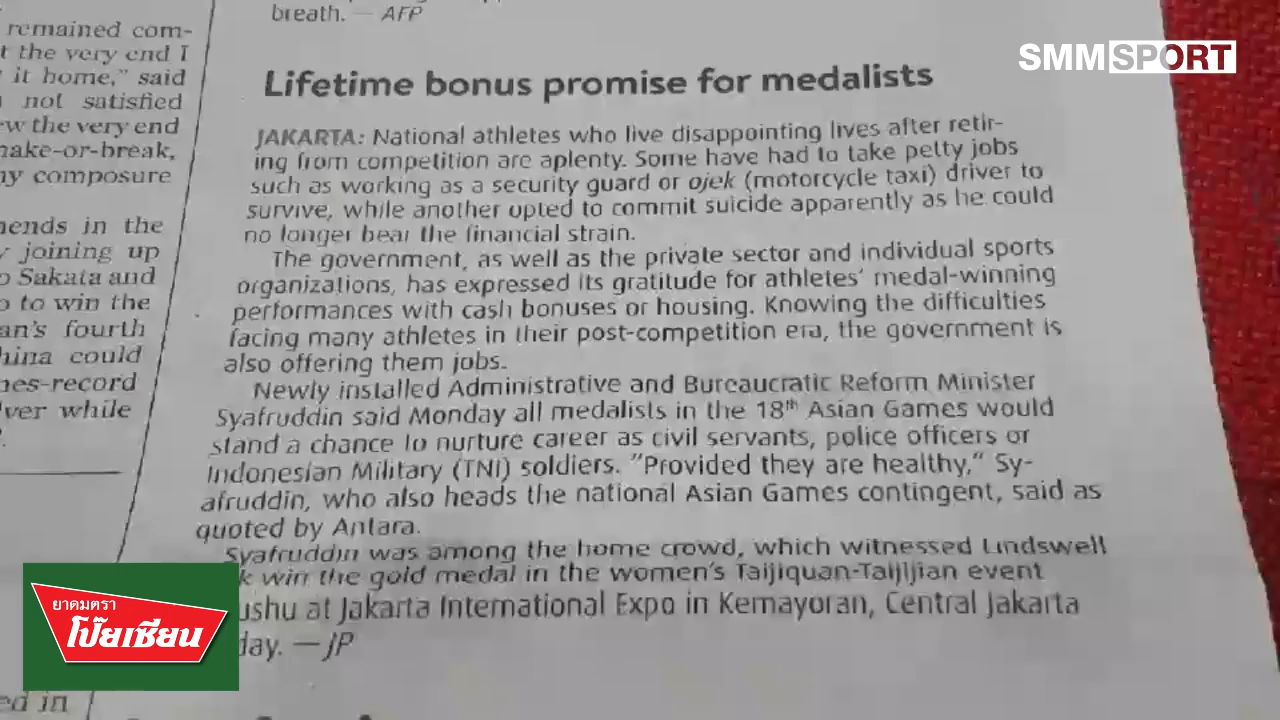 remained com-
t the very end I
it home," said
not satisfied
w the very end
make-or-break,
y composure
ends in the
joining up
Sakata and
to win the
an's fourth
hina could
nes-record
ver while
ed in
breath. — AFP
Lifetime bonus promise for medalists
JAKARTA: National athletes who live disappointing lives after retir-
ing from competition are aplenty. Some have had to take petty jobs
such as working as a security guard or ojek (motorcycle taxi) driver to
survive, while another opted to commit suicide apparently as he could
no longer bear the financial strain.
The government, as well as the private sector and individual sports
organizations, has expressed its gratitude for athletes' medal-winning
performances with cash bonuses or housing. Knowing the difficulties
facing many athletes in their post-competition era, the government is
also offering them jobs.
Newly installed Administrative and Bureaucratic Reform Minister
Syafruddin said Monday all medalists in the 18th Asian Games would
stand a chance to nurture career as civil servants, police officers or
Indonesian Military (TNI) soldiers. "Provided they are healthy," Sy-
afruddin, who also heads the national Asian Games contingent, said as
quoted by Antara.
Syafruddin was among the home crowd, which witnessed Lindswell
k win the gold medal in the women's Taijiquan-Taijijian event
ushu at Jakarta International Expo in Kemayoran, Central Jakarta
day. — JP
SMMSPORT
ยาดมตรา
โป๊ยเซียน